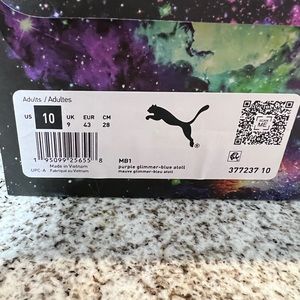 Adults / Adultes
US 10 UK 9 EUR 43 CM 28
1 95099 25655 8
Made in Vietnam
UPC-A Fabriqué au Vietnam
MB1
purple glimmer-blue atoll
mauve glimmer-bleu atoll
377237 10